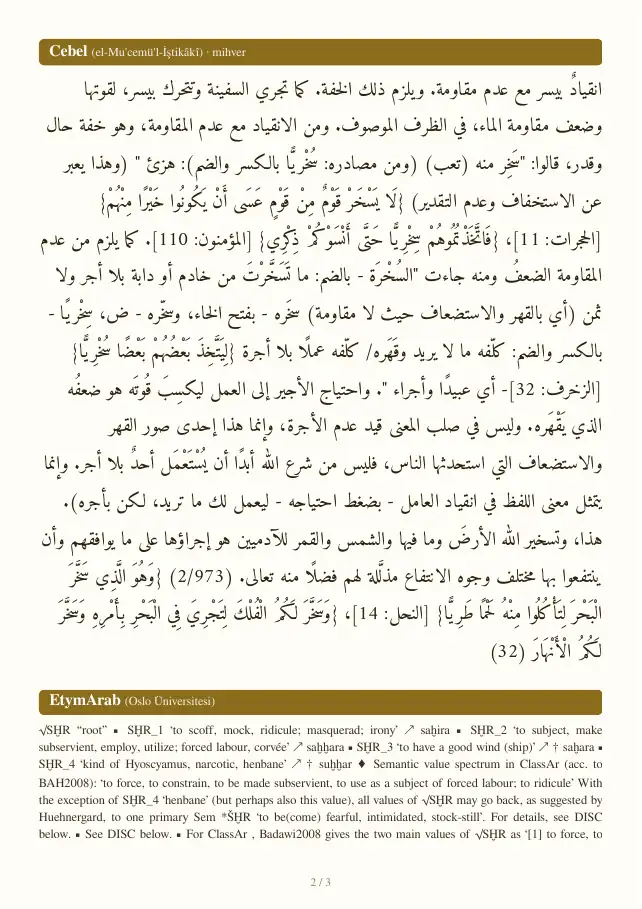 Cebel (el-Mu'cemü'l-İştikâkî) · mihver
انقيادٌ بيسر مع عدم مقاومة. ويلزم ذلك الخفة. كما تجري السفينة وتتحرك بيسر، لقوتها
وضعف مقاومة الماء، في الظرف الموصوف. ومن الانقياد مع عدم المقاومة، وهو خفة حال
وقدر، قالوا: "سَخِر منه (تعب) (ومن مصادره: سُخْرِيًّا بالكسر والضم): هزئ " (وهذا يعبر
عن الاستخفاف وعدم التقدير) {لَا يَسْخَرْ قَوْمٌ مِنْ قَوْمٍ عَسَى أَنْ يَكُونُوا خَيْرًا مِنْهُمْ}
[الحجرات: 11]، {فَاتَّخَذْتُمُوهُمْ سِخْرِيًّا حَتَّى أَنْسَوْكُمْ ذِكْرِي} [المؤمنون: 110]. كما يلزم من عدم
المقاومة الضعفُ ومنه جاءت "السُخْرَة - بالضم: ما تَسَخَّرْتَ من خادم أو دابة بلا أجر ولا
ثمن (أي بالقهر والاستضعاف حيث لا مقاومة) سخَره - بفتح الخاء، وسخّره - ض، سِخْريًا -
بالكسر والضم: كلّفه ما لا يريد وقَهَره/ كلّفه عملًا بلا أجرة {لِيَتَّخِذَ بَعْضُهُمْ بَعْضًا سُخْرِيًّا}
[الزخرف: 32]- أي عبيدًا وأجراء ". واحتياج الأجير إلى العمل ليكسِبَ قُوتَه هو ضعفُه
الذي يَقْهَره. وليس في صلب المعنى قيد عدم الأجرة، وإنما هذا إحدى صور القهر
والاستضعاف التي استحدثها الناس، فليس من شرع الله أبدًا أن يُسْتَعْمَل أحدٌ بلا أجر. وإنما
يتمثل معنى اللفظ في انقياد العامل - بضغط احتياجه - ليعمل لك ما تريد، لكن بأجره).
هذا، وتسخير الله الأرضَ وما فيها والشمس والقمر للآدميين هو إجراؤها على ما يوافقهم وأن
ينتفعوا بها مختلف وجوه الانتفاع مذلَّلة لهم فضلًا منه تعالى. (2/973) {وَهُوَ الَّذِي سَخَّرَ
الْبَحْرَ لِتَأْكُلُوا مِنْهُ لَحْمًا طَرِيًّا} [النحل: 14]، {وَسَخَّرَ لَكُمُ الْفُلْكَ لِتَجْرِيَ فِي الْبَحْرِ بِأَمْرِهِ وَسَخَّرَ
لَكُمُ الْأَنْهَارَ (32)
EtymArab (Oslo Üniversitesi)
√SḪR “root” ▪ SḪR_1 ‘to scoff, mock, ridicule; masquerad; irony’ ↗ saḫira ▪ SḪR_2 ‘to subject, make
subservient, employ, utilize; forced labour, corvée’ ↗ saḫḫara ▪ SḪR_3 ‘to have a good wind (ship)’ ↗ † saḫara ▪
SḪR_4 ‘kind of Hyoscyamus, narcotic, henbane’ ↗ † suḫḫar ♦ Semantic value spectrum in ClassAr (acc. to
BAH2008): ‘to force, to constrain, to be made subservient, to use as a subject of forced labour; to ridicule’ With
the exception of SḪR_4 ‘henbane’ (but perhaps also this value), all values of √SḪR may go back, as suggested by
Huehnergard, to one primary Sem *ŠḪR ‘to be(come) fearful, intimidated, stock-still’. For details, see DISC
below. ▪ See DISC below. ▪ For ClassAr , Badawi2008 gives the two main values of √SḪR as ‘[1] to force, to
2 / 3